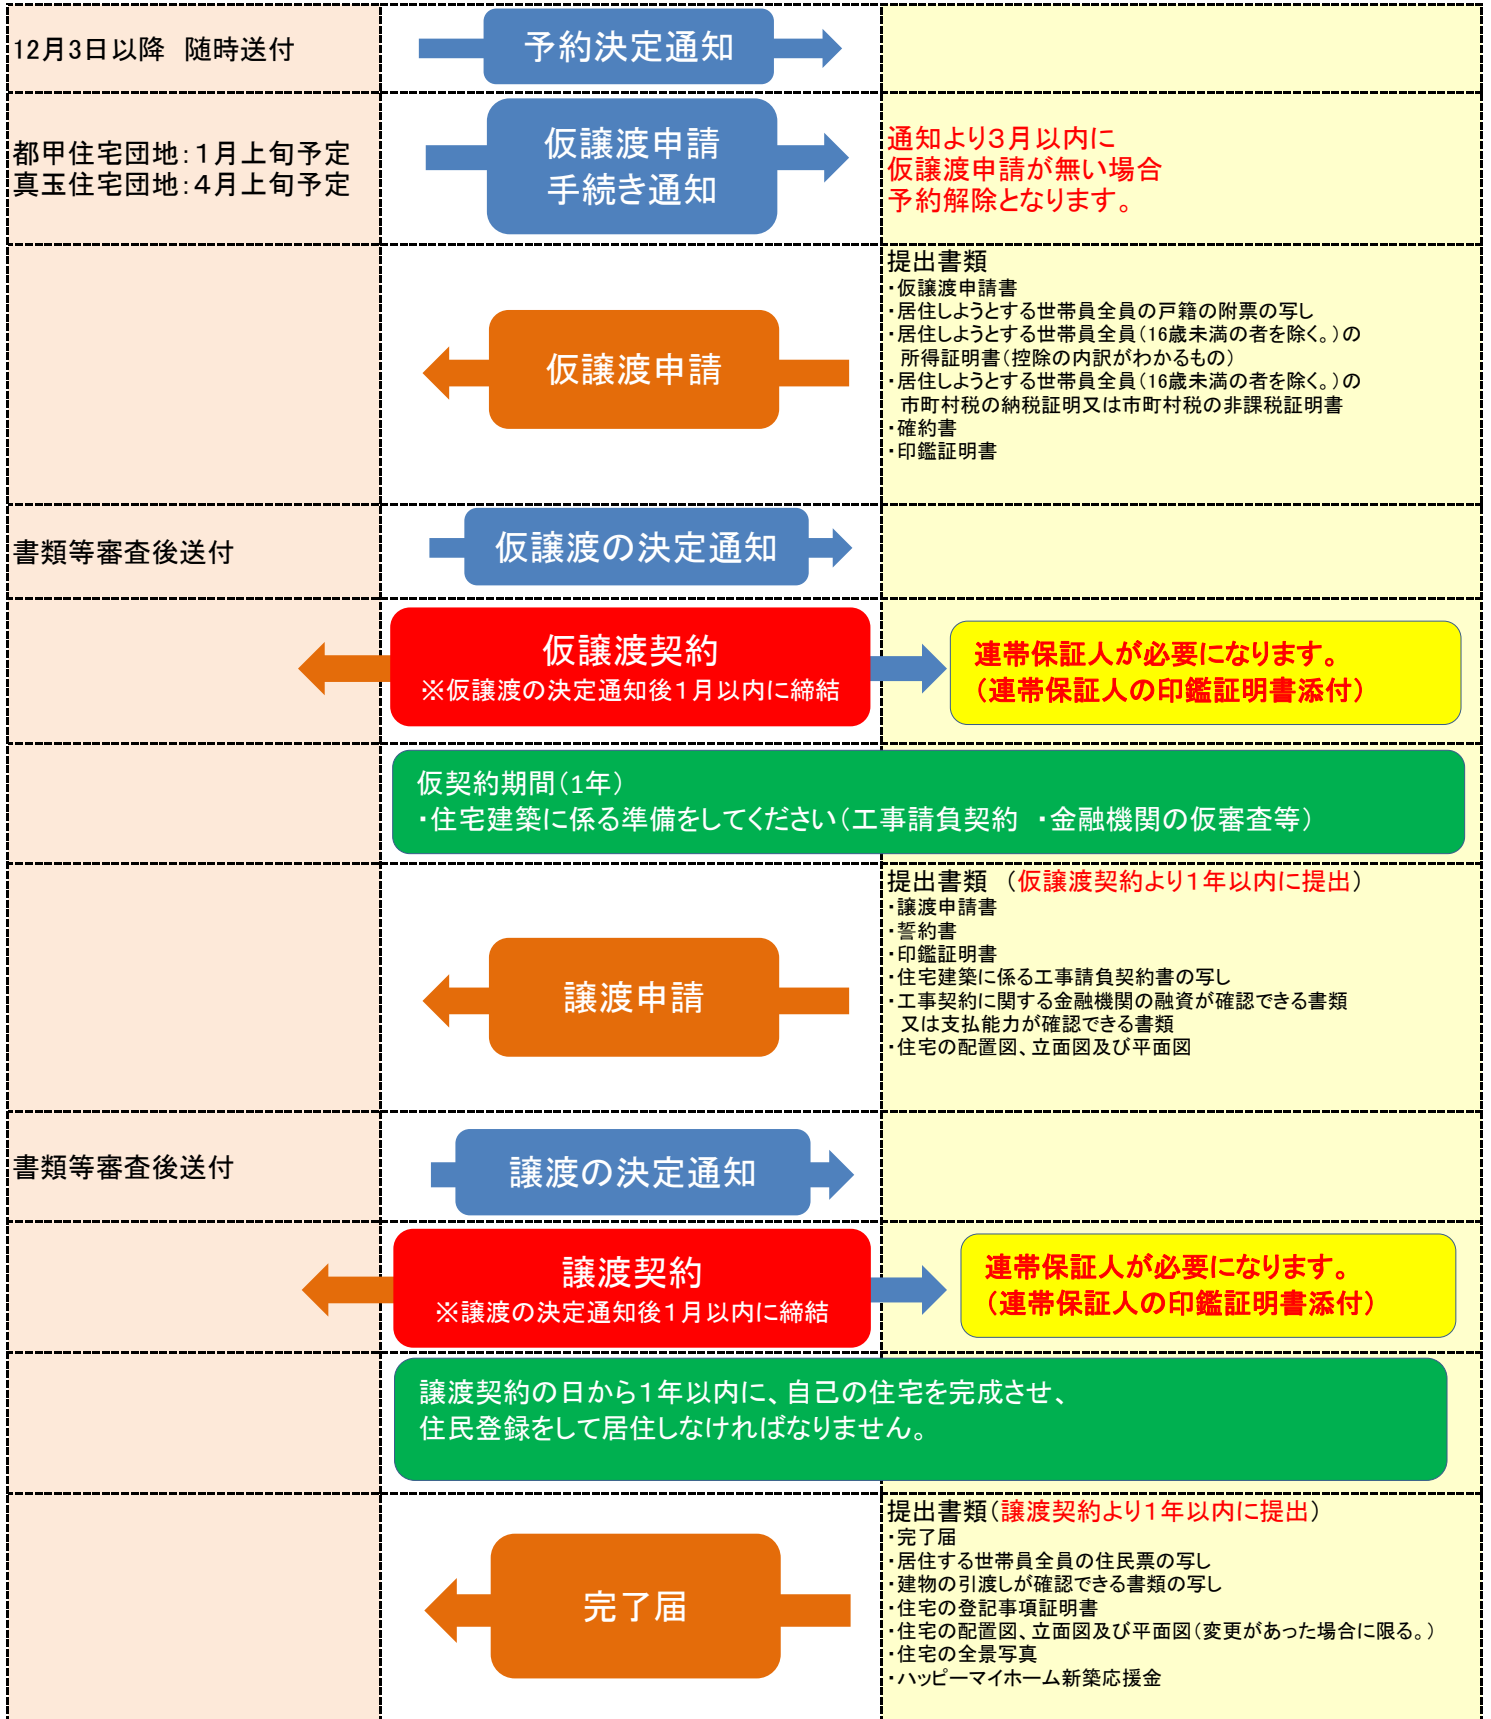 12月3日以降　随時送付
予約決定通知
都甲住宅団地：１月上旬予定
真玉住宅団地：４月上旬予定
仮譲渡申請
手続き通知
通知より３月以内に
仮譲渡申請が無い場合
予約解除となります。
仮譲渡申請
提出書類
・仮譲渡申請書
・居住しようとする世帯員全員の戸籍の附票の写し
・居住しようとする世帯員全員（16歳未満の者を除く。）の
所得証明書（控除の内訳がわかるもの）
・居住しようとする世帯員全員（16歳未満の者を除く。）の
市町村税の納税証明又は市町村税の非課税証明書
・確約書
・印鑑証明書
書類等審査後送付
仮譲渡の決定通知
仮譲渡契約
※仮譲渡の決定通知後１月以内に締結
連帯保証人が必要になります。
（連帯保証人の印鑑証明書添付）
仮契約期間（1年）
・住宅建築に係る準備をしてください（工事請負契約　・金融機関の仮審査等）
譲渡申請
提出書類　（仮譲渡契約より１年以内に提出）
・譲渡申請書
・誓約書
・印鑑証明書
・住宅建築に係る工事請負契約書の写し
・工事契約に関する金融機関の融資が確認できる書類
又は支払能力が確認できる書類
・住宅の配置図、立面図及び平面図
書類等審査後送付
譲渡の決定通知
譲渡契約
※譲渡の決定通知後１月以内に締結
連帯保証人が必要になります。
（連帯保証人の印鑑証明書添付）
譲渡契約の日から１年以内に、自己の住宅を完成させ、
住民登録をして居住しなければなりません。
完了届
提出書類（譲渡契約より１年以内に提出）
・完了届
・居住する世帯員全員の住民票の写し
・建物の引渡しが確認できる書類の写し
・住宅の登記事項証明書
・住宅の配置図、立面図及び平面図（変更があった場合に限る。）
・住宅の全景写真
・ハッピーマイホーム新築応援金